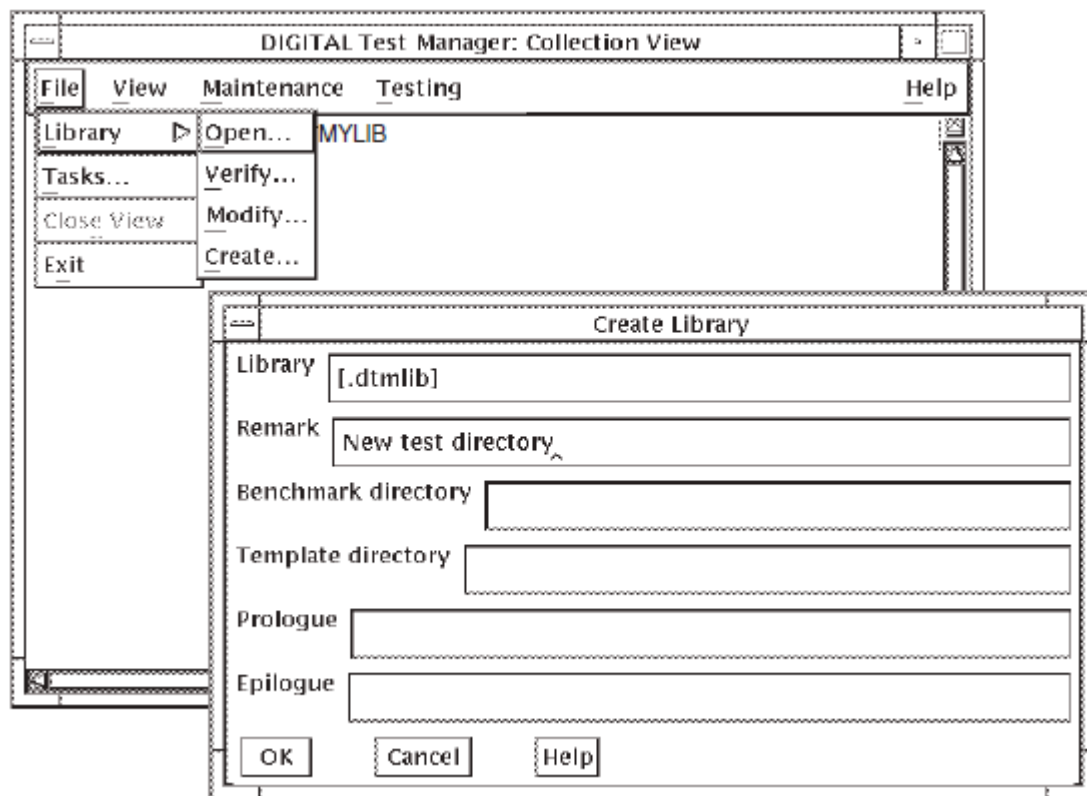 DIGITAL Test Manager: Collection View
File View Maintenance Testing Help
Library Open... MYLIB
Tasks... Verify...
Close View Modify...
Exit Create...
Create Library
Library [.dtmlib]
Remark New test directory
Benchmark directory
Template directory
Prologue
Epilogue
OK Cancel Help